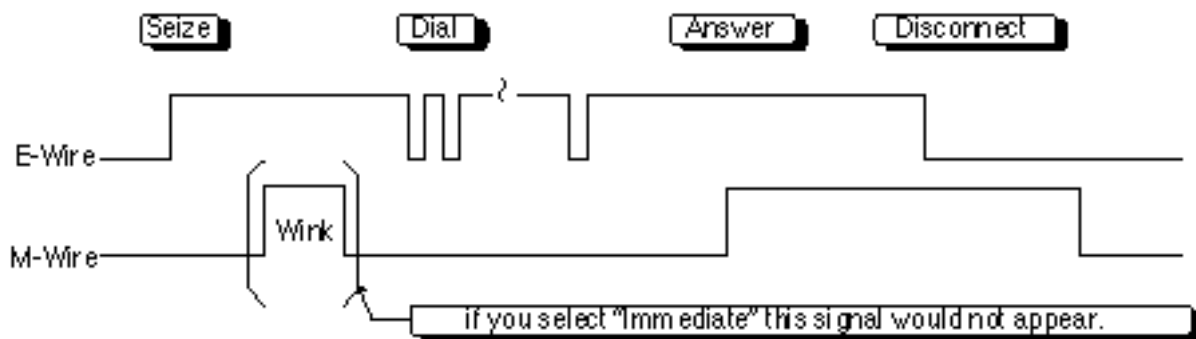 Seize
Dial
Answer
Disconnect
E-Wire
Wink
M-Wire
if you select "Immediate" this signal would not appear.